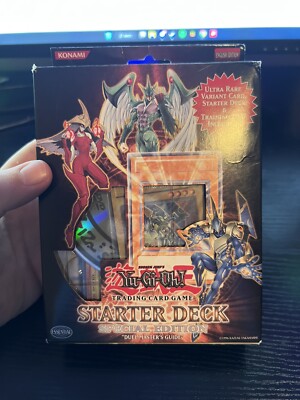 KONAMI
ULTRA RARE
VARIANT CARD
STARTER DECK
Yu-Gi-Oh!
TRADING CARD GAME
STARTER DECK
SPECIAL EDITION
"DUEL MASTER'S GUIDE"
ESSENTIAL